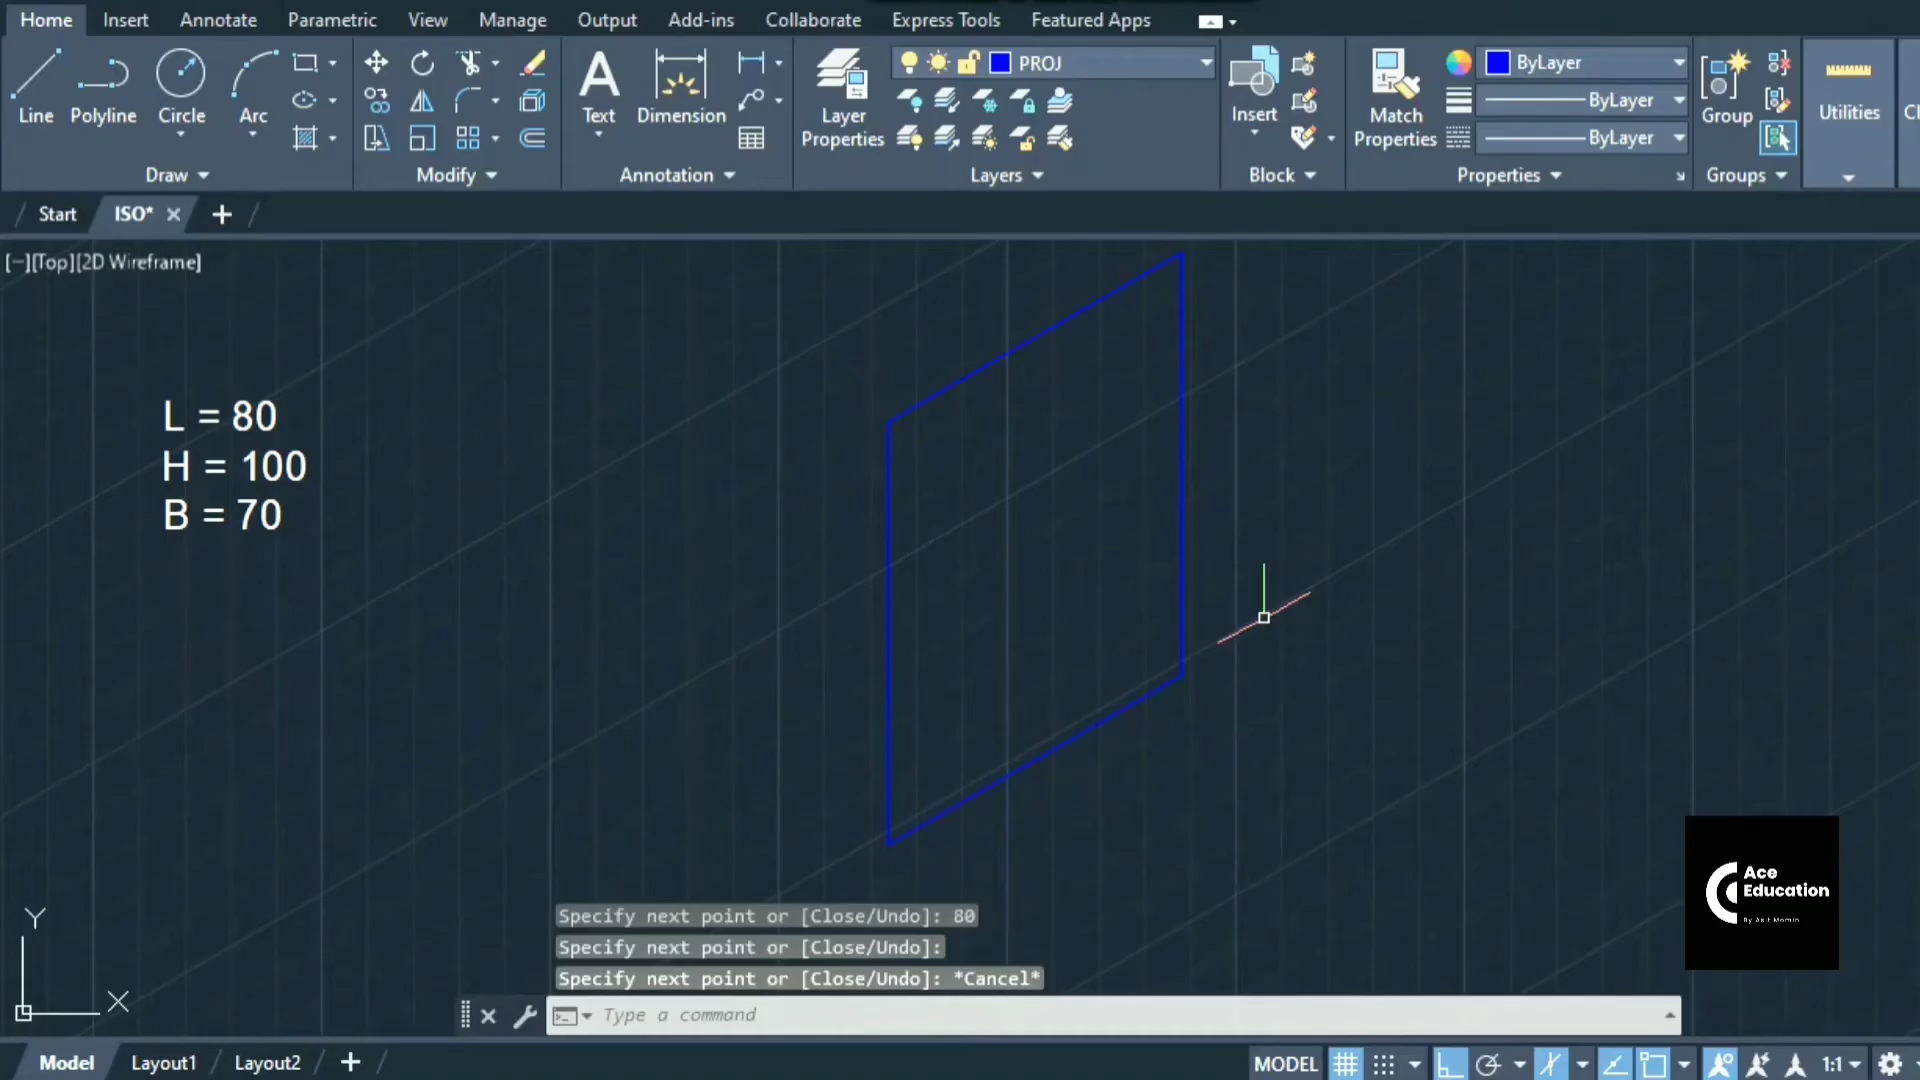 Home Insert Annotate Parametric View Manage Output Add-ins Collaborate Express Tools Featured Apps
PROJ
ByLayer
ByLayer
ByLayer
Line Polyline Circle Arc
Text Dimension
Layer Properties
Insert
Match Properties
Group
Utilities
Draw Modify Annotation Layers Block Properties Groups
Start ISO*
[−][Top][2D Wireframe]
L = 80
H = 100
B = 70
Ace
Education
By Asif Momin
Y
X
Specify next point or [Close/Undo]: 80
Specify next point or [Close/Undo]:
Specify next point or [Close/Undo]: *Cancel*
Type a command
Model Layout1 Layout2
MODEL 1:1